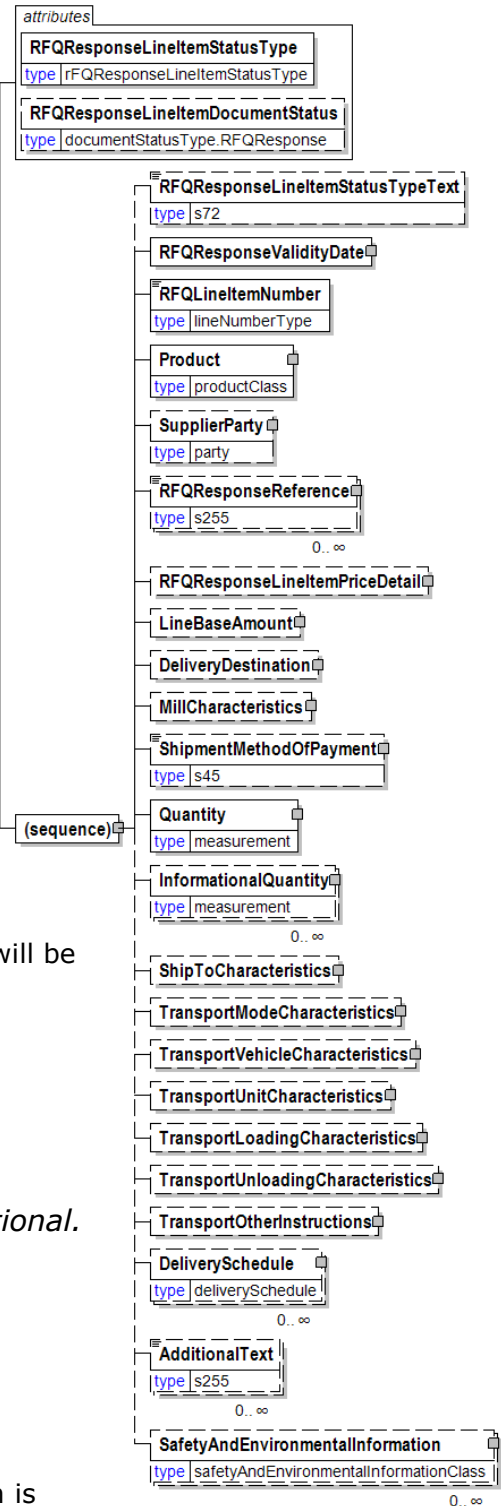 attributes
RFQResponseLineItemStatusType
type rFQResponseLineItemStatusType
RFQResponseLineItemDocumentStatus
type documentStatusType.RFQResponse
RFQResponseLineItemStatusTypeText
type s72
RFQResponseValidityDate
RFQLineItemNumber
type lineNumberType
Product
type productClass
SupplierParty
type party
RFQResponseReference
type s255
0.. ∞
RFQResponseLineItemPriceDetail
LineBaseAmount
DeliveryDestination
MillCharacteristics
ShipmentMethodOfPayment
type s45
(sequence)
Quantity
type measurement
InformationalQuantity
type measurement
0.. ∞
will be
ShipToCharacteristics
TransportModeCharacteristics
TransportVehicleCharacteristics
TransportUnitCharacteristics
TransportLoadingCharacteristics
TransportUnloadingCharacteristics
tional.
TransportOtherInstructions
DeliverySchedule
type deliverySchedule
0.. ∞
AdditionalText
type s255
0.. ∞
SafetyAndEnvironmentalInformation
type safetyAndEnvironmentalInformationClass
n is
0.. ∞